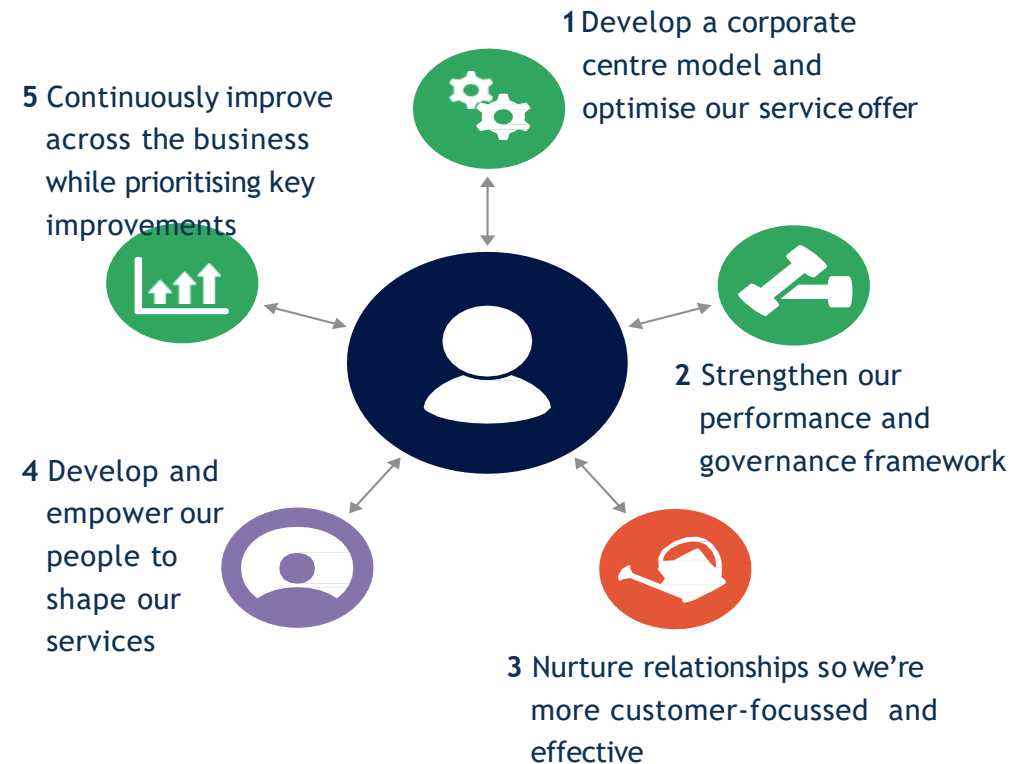 1 Develop a corporate
centre model and
optimise our service offer
2 Strengthen our
performance and
governance framework
3 Nurture relationships so we're
more customer-focussed and
effective
4 Develop and
empower our
people to
shape our
services
5 Continuously improve
across the business
while prioritising key
improvements